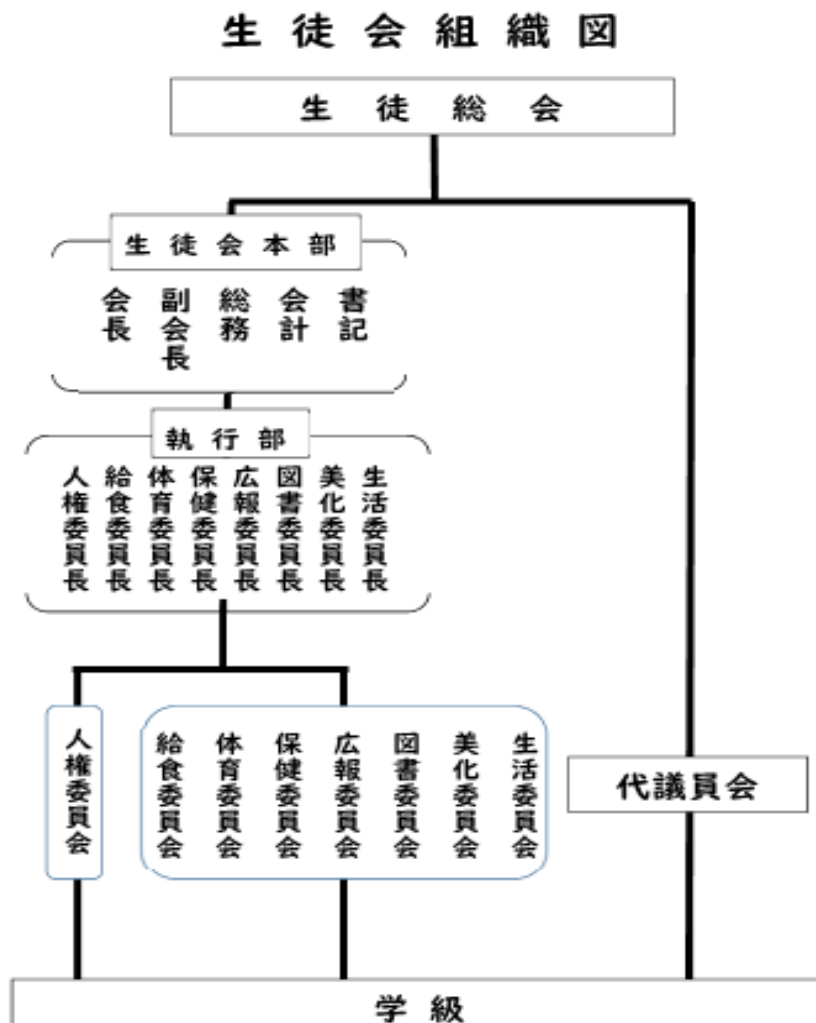 生徒会組織図
生徒総会
生徒会本部
会長
副会長
総務
会計
書記
執行部
人権委員長
給食委員長
体育委員長
保健委員長
広報委員長
図書委員長
美化委員長
生活委員長
人権委員会
給食委員会
体育委員会
保健委員会
広報委員会
図書委員会
美化委員会
生活委員会
代議員会
学級